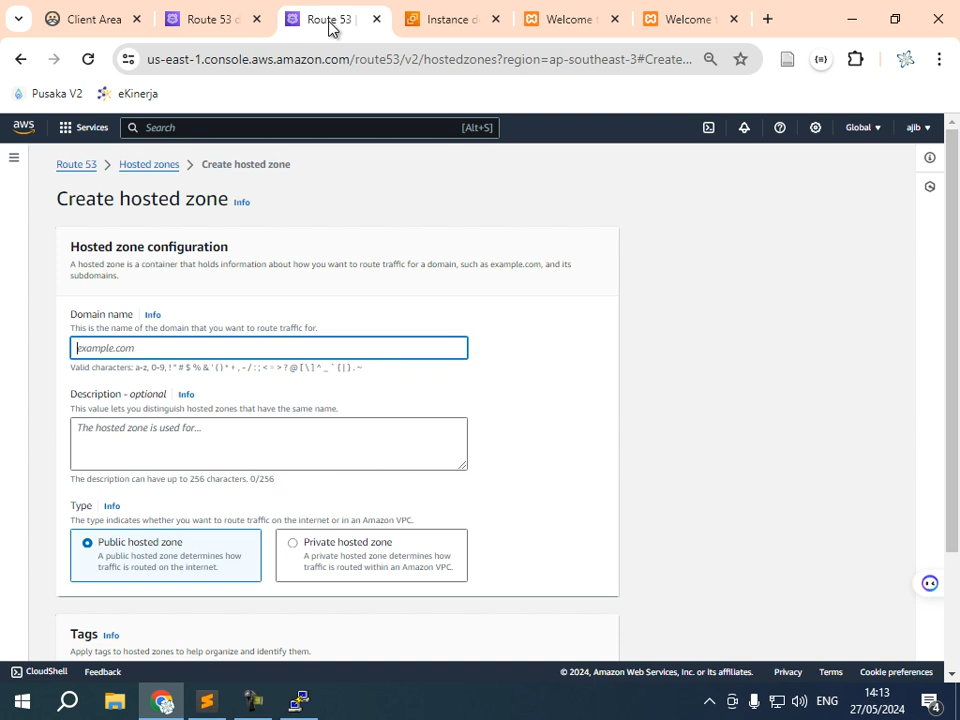 Client Area
Route 53 d
Route 53 |
Instance d
Welcome t
Welcome t
us-east-1.console.aws.amazon.com/route53/v2/hostedzones?region=ap-southeast-3#Create...
Pusaka V2
eKinerja
aws
Services
Search
[Alt+S]
Global
ajib
Route 53
Hosted zones
Create hosted zone
Create hosted zone Info
Hosted zone configuration
A hosted zone is a container that holds information about how you want to route traffic for a domain, such as example.com, and its
subdomains.
Domain name Info
This is the name of the domain that you want to route traffic for.
example.com
Valid characters: a-z, 0-9, ! " # $ % & ' ( ) * + , - / : ; < = > ? @ [ \ ] ^ _ ` { | } . ~
Description - optional Info
This value lets you distinguish hosted zones that have the same name.
The hosted zone is used for...
The description can have up to 256 characters. 0/256
Type Info
The type indicates whether you want to route traffic on the internet or in an Amazon VPC.
Public hosted zone
A public hosted zone determines how
traffic is routed on the internet.
Private hosted zone
A private hosted zone determines how
traffic is routed within an Amazon VPC.
Tags Info
Apply tags to hosted zones to help organize and identify them.
CloudShell
Feedback
© 2024, Amazon Web Services, Inc. or its affiliates.
Privacy
Terms
Cookie preferences
ENG
14:13
27/05/2024
4